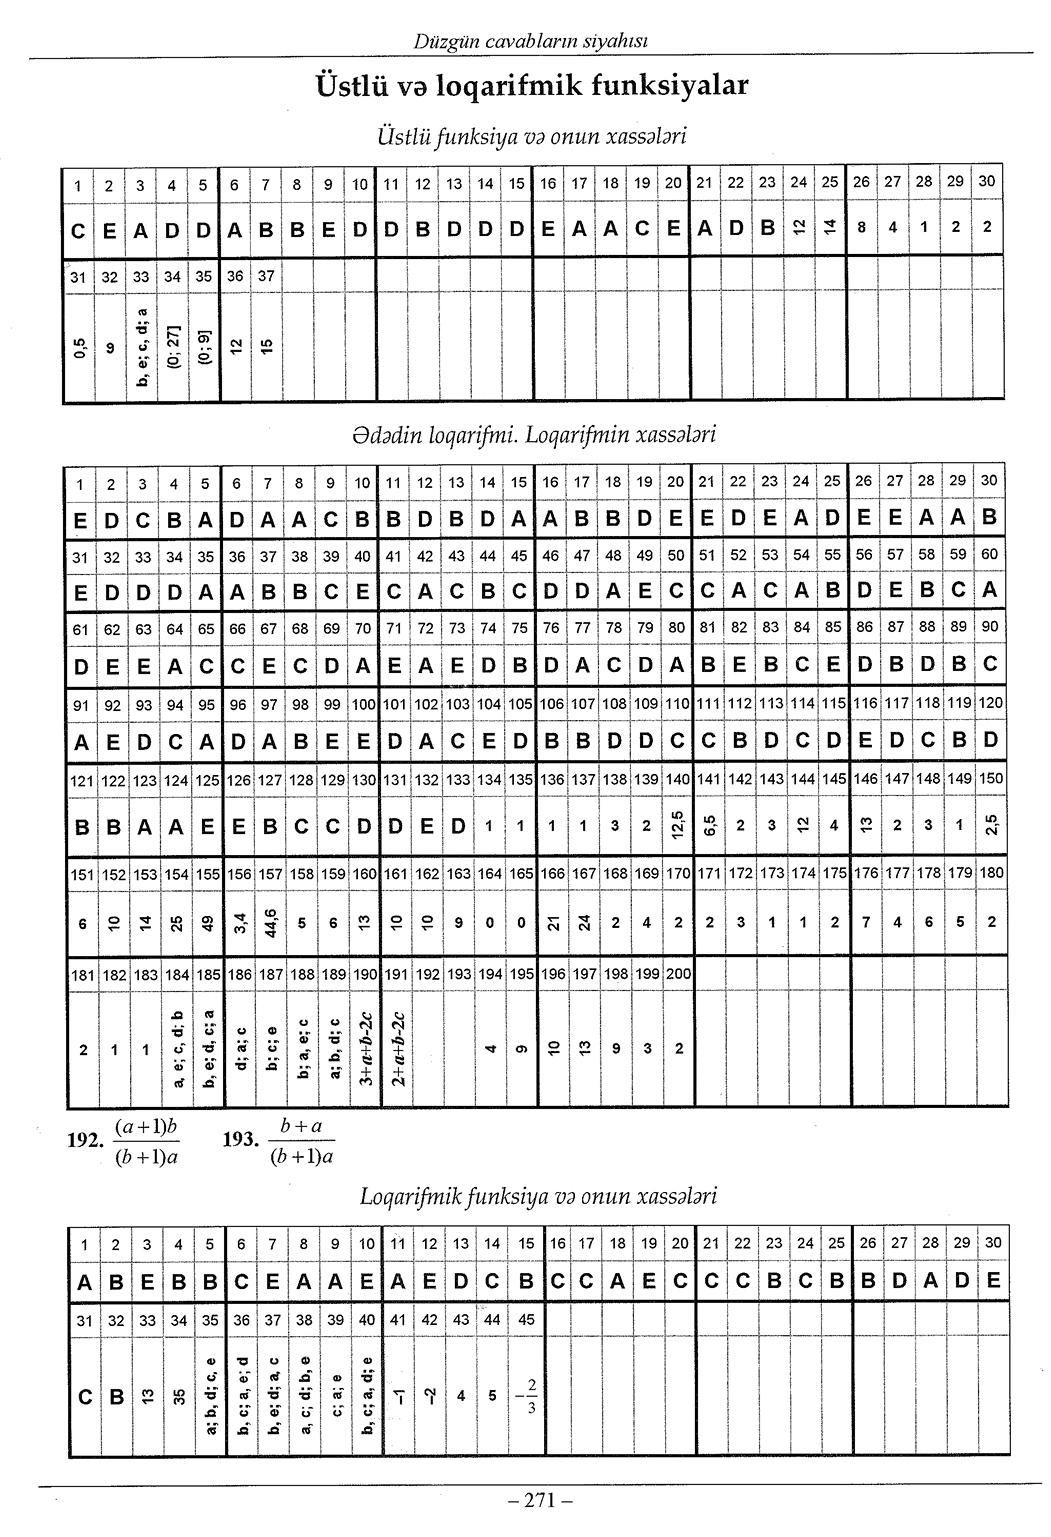 Düzgün cavabların siyahısı
Üstlü və loqarifmik funksiyalar
Üstlü funksiya və onun xassələri
1 2 3 4 5 6 7 8 9 10 11 12 13 14 15 16 17 18 19 20 21 22 23 24 25 26 27 28 29 30
C E A D D A B B E D D B D D D E A A C E A D B 12 14 8 4 1 2 2
31 32 33 34 35 36 37
0,5 9 b, e; c, d; a (0; 27] (0; 9] 12 15
Ədədin loqarifmi. Loqarifmin xassələri
1 2 3 4 5 6 7 8 9 10 11 12 13 14 15 16 17 18 19 20 21 22 23 24 25 26 27 28 29 30
E D C B A D A A C B B D B D A A B B D E E D E A D E E A A B
31 32 33 34 35 36 37 38 39 40 41 42 43 44 45 46 47 48 49 50 51 52 53 54 55 56 57 58 59 60
E D D D A A B B C E C A C B C D D A E C C A C A B D E B C A
61 62 63 64 65 66 67 68 69 70 71 72 73 74 75 76 77 78 79 80 81 82 83 84 85 86 87 88 89 90
D E E A C C E C D A E A E D B D A C D A B E B C E D B D B C
91 92 93 94 95 96 97 98 99 100 101 102 103 104 105 106 107 108 109 110 111 112 113 114 115 116 117 118 119 120
A E D C A D A B E E D A C E D B B D D C C B D C D E D C B D
121 122 123 124 125 126 127 128 129 130 131 132 133 134 135 136 137 138 139 140 141 142 143 144 145 146 147 148 149 150
B B A A E E B C C D D E D 1 1 1 1 3 2 12,5 6,5 2 3 12 4 13 2 3 1 2,5
151 152 153 154 155 156 157 158 159 160 161 162 163 164 165 166 167 168 169 170 171 172 173 174 175 176 177 178 179 180
6 10 14 25 49 3,4 44,6 5 6 13 10 10 9 0 0 21 24 2 4 2 2 3 1 1 2 7 4 6 5 2
181 182 183 184 185 186 187 188 189 190 191 192 193 194 195 196 197 198 199 200
2 1 1 a, e; c, d; b b, e; d, c; a d; a; c b; c; e b; a, e; c a; b, d; c 3+a+b-2c 2+a+b-2c 4 9 10 13 9 3 2
192. (a+1)b/(b+1)a 193. b+a/(b+1)a
Loqarifmik funksiya və onun xassələri
1 2 3 4 5 6 7 8 9 10 11 12 13 14 15 16 17 18 19 20 21 22 23 24 25 26 27 28 29 30
A B E B B C E A A E A E D C B C C A E C C C B C B B D A D E
31 32 33 34 35 36 37 38 39 40 41 42 43 44 45
C B 13 35 a; b, d; c, e b, c; a, e; d b, e; d; a, c a, c; d; b, e c; a; e b, c; a, d; e -1 -2 4 5 -2/3
– 271 –